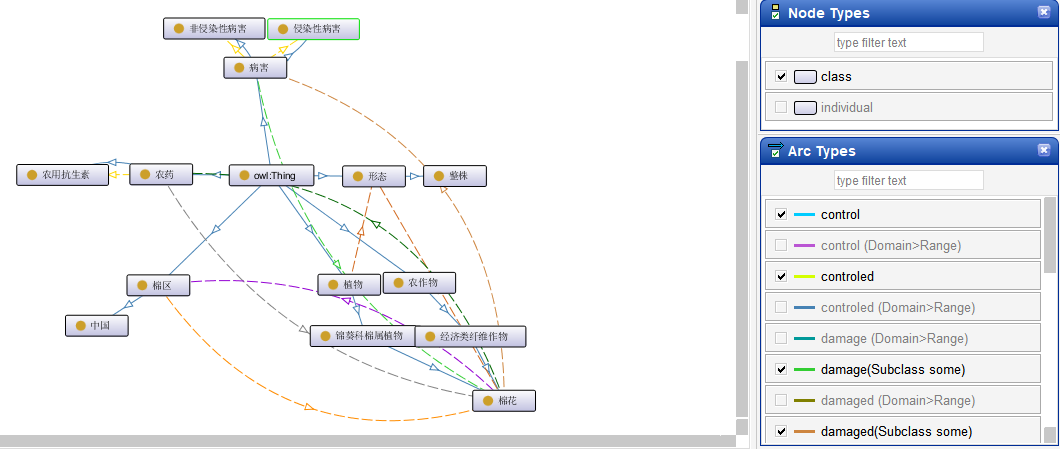 非侵染性病害
侵染性病害
病害
农用抗生素
农药
owl:Thing
形态
整株
棉区
植物
农作物
中国
锦葵科棉属植物
经济类纤维作物
棉花
Node Types
type filter text
class
individual
Arc Types
type filter text
control
control (Domain>Range)
controled
controled (Domain>Range)
damage (Domain>Range)
damage(Subclass some)
damaged (Domain>Range)
damaged(Subclass some)